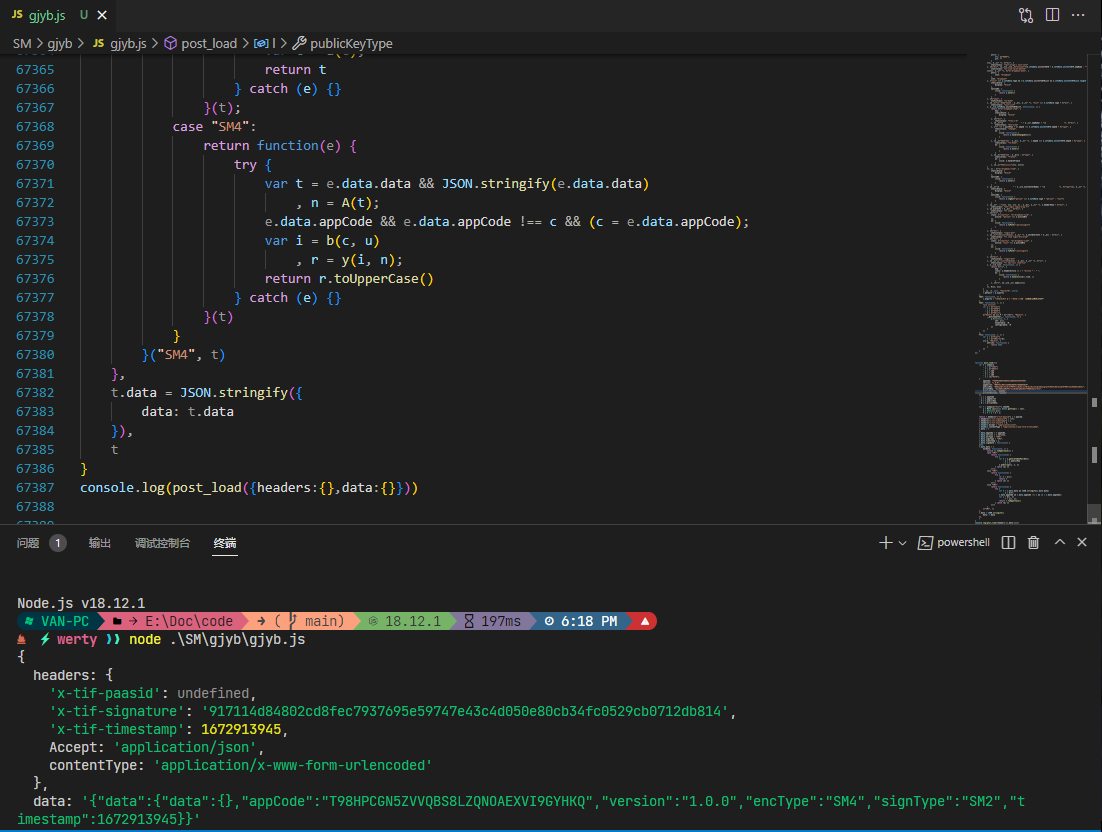 JS gjyb.js U
SM > gjyb > JS gjyb.js > post_load > l > publicKeyType
67365 return t
67366 } catch (e) {}
67367 }(t);
67368 case "SM4":
67369 return function(e) {
67370 try {
67371 var t = e.data.data && JSON.stringify(e.data.data)
67372 , n = A(t);
67373 e.data.appCode && e.data.appCode !== c && (c = e.data.appCode);
67374 var i = b(c, u)
67375 , r = y(i, n);
67376 return r.toUpperCase()
67377 } catch (e) {}
67378 }(t)
67379 }
67380 }("SM4", t)
67381 },
67382 t.data = JSON.stringify({
67383 data: t.data
67384 }),
67385 t
67386 }
67387 console.log(post_load({headers:{},data:{}}))
67388
问题 1 输出 调试控制台 终端 powershell
Node.js v18.12.1
VAN-PC E:\Doc\code ( main) 18.12.1 197ms 6:18 PM
werty node .\SM\gjyb\gjyb.js
{
headers: {
'x-tif-paasid': undefined,
'x-tif-signature': '917114d84802cd8fec7937695e59747e43c4d050e80cb34fc0529cb0712db814',
'x-tif-timestamp': 1672913945,
Accept: 'application/json',
contentType: 'application/x-www-form-urlencoded'
},
data: '{"data":{"data":{},"appCode":"T98HPCGN5ZVVQBS8LZQNOAEXVI9GYHKQ","version":"1.0.0","encType":"SM4","signType":"SM2","t
imestamp":1672913945}}'